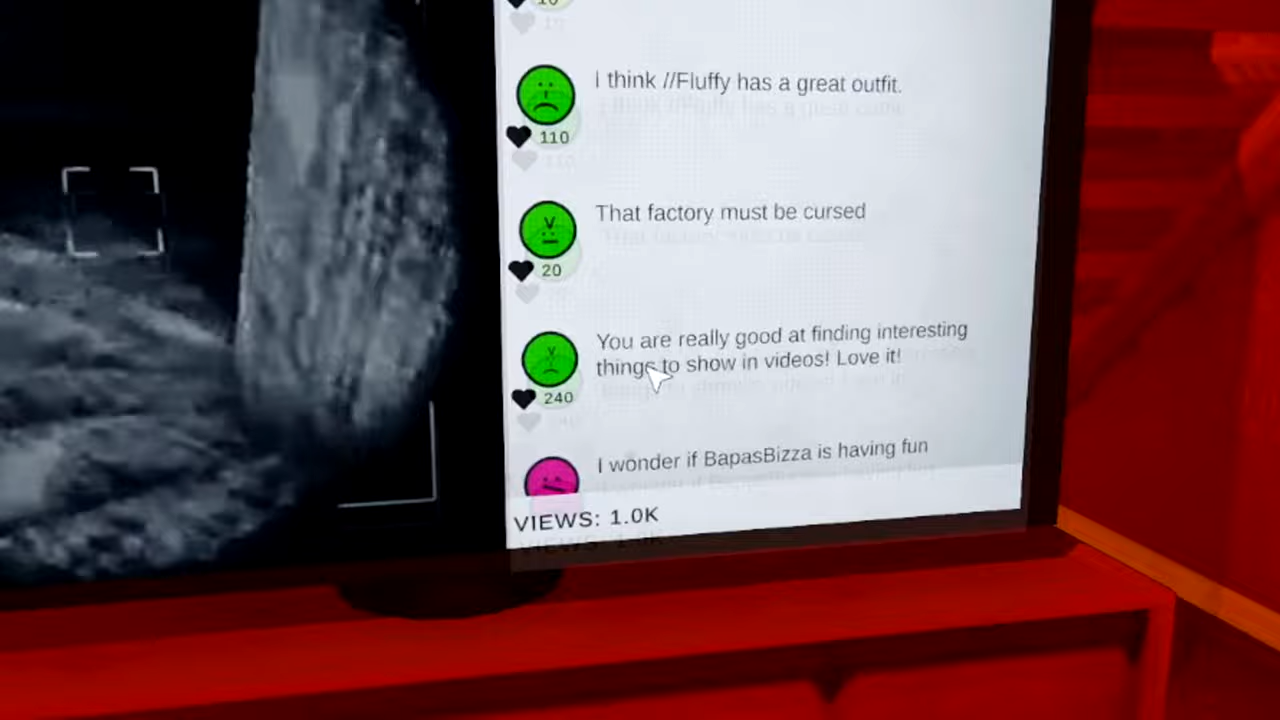 I think //Fluffy has a great outfit.
110
That factory must be cursed
20
You are really good at finding interesting
things to show in videos! Love it!
240
I wonder if BapasBizza is having fun
VIEWS: 1.0K